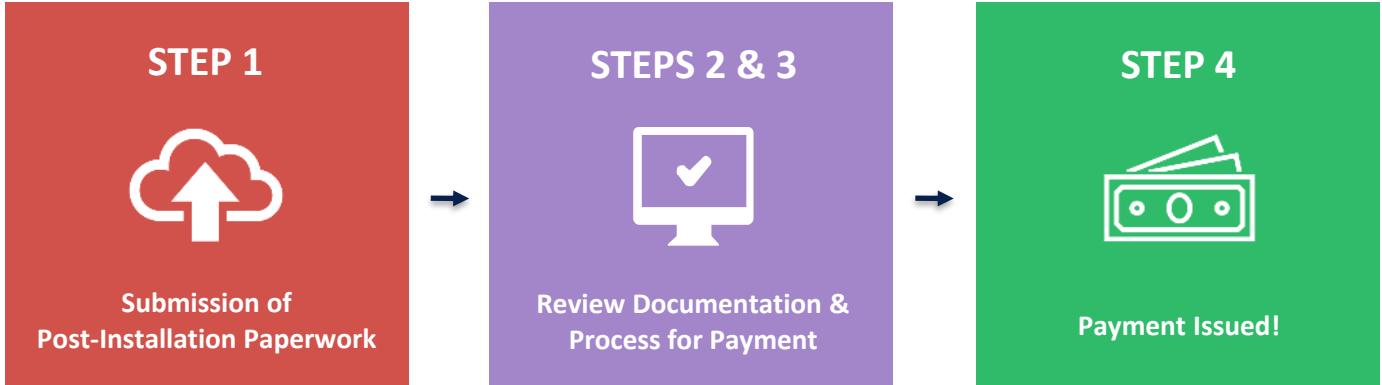 STEP 1
Submission of
Post-Installation Paperwork
STEPS 2 & 3
Review Documentation &
Process for Payment
STEP 4
Payment Issued!